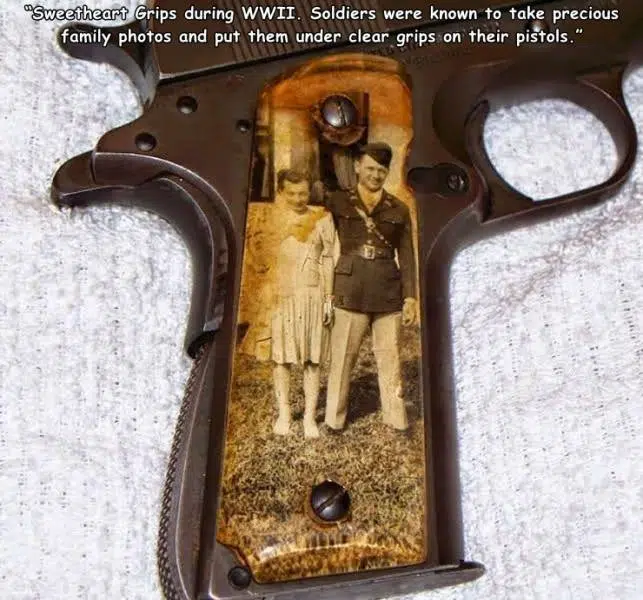 "Sweetheart Grips during WWII. Soldiers were known to take precious
family photos and put them under clear grips on their pistols."